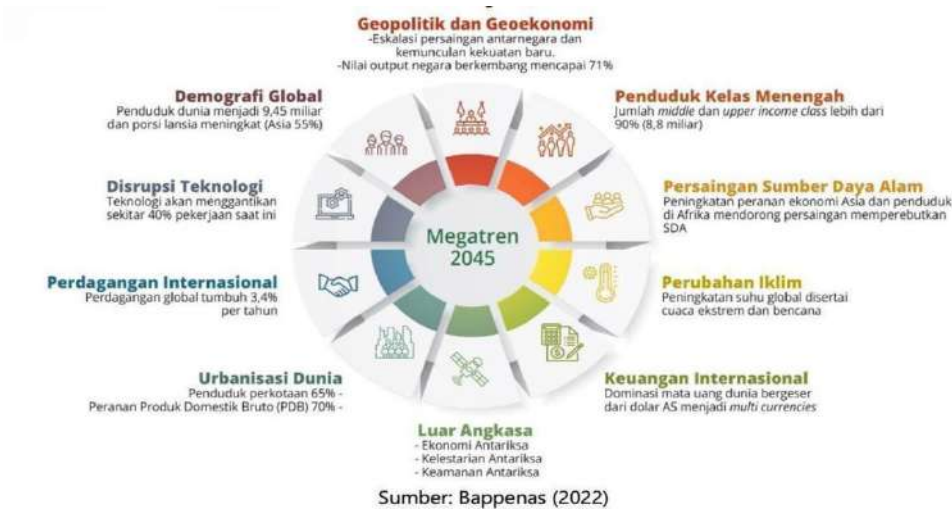 Geopolitik dan Geoekonomi
-Eskalasi persaingan antarnegara dan
kemunculan kekuatan baru.
-Nilai output negara berkembang mencapai 71%
Demografi Global
Penduduk dunia menjadi 9,45 miliar
dan porsi lansia meningkat (Asia 55%)
Penduduk Kelas Menengah
Jumlah middle dan upper income class lebih dari
90% (8,8 miliar)
Disrupsi Teknologi
Teknologi akan menggantikan
sekitar 40% pekerjaan saat ini
Persaingan Sumber Daya Alam
Peningkatan peranan ekonomi Asia dan penduduk
di Afrika mendorong persaingan memperebutkan
SDA
Megatren
2045
Perdagangan Internasional
Perdagangan global tumbuh 3,4%
per tahun
Perubahan Iklim
Peningkatan suhu global disertai
cuaca ekstrem dan bencana
Urbanisasi Dunia
Penduduk perkotaan 65% -
Peranan Produk Domestik Bruto (PDB) 70% -
Keuangan Internasional
Dominasi mata uang dunia bergeser
dari dolar AS menjadi multi currencies
Luar Angkasa
- Ekonomi Antariksa
- Kelestarian Antariksa
- Keamanan Antariksa
Sumber: Bappenas (2022)